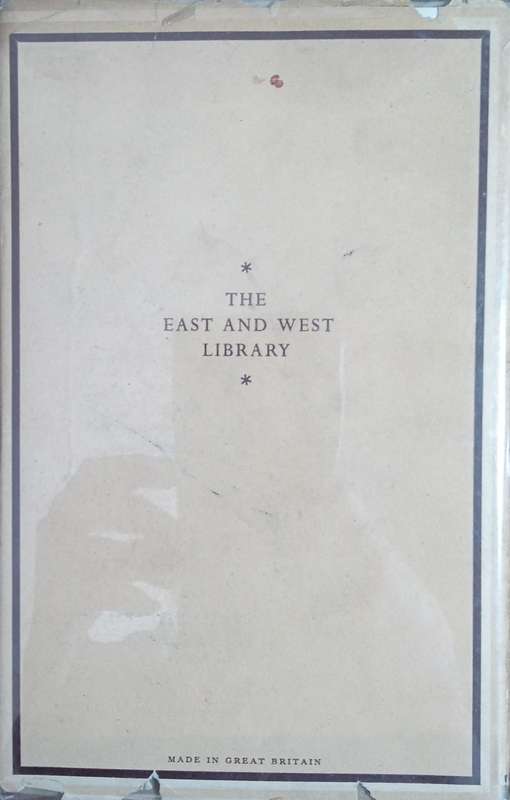 *
THE
EAST AND WEST
LIBRARY
*
MADE IN GREAT BRITAIN